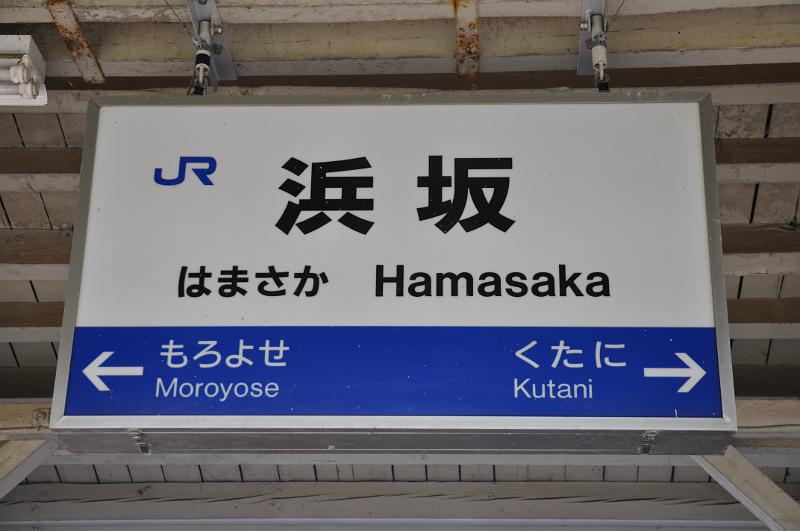 JR
浜坂
はまさか Hamasaka
← もろよせ くたに →
Moroyose Kutani